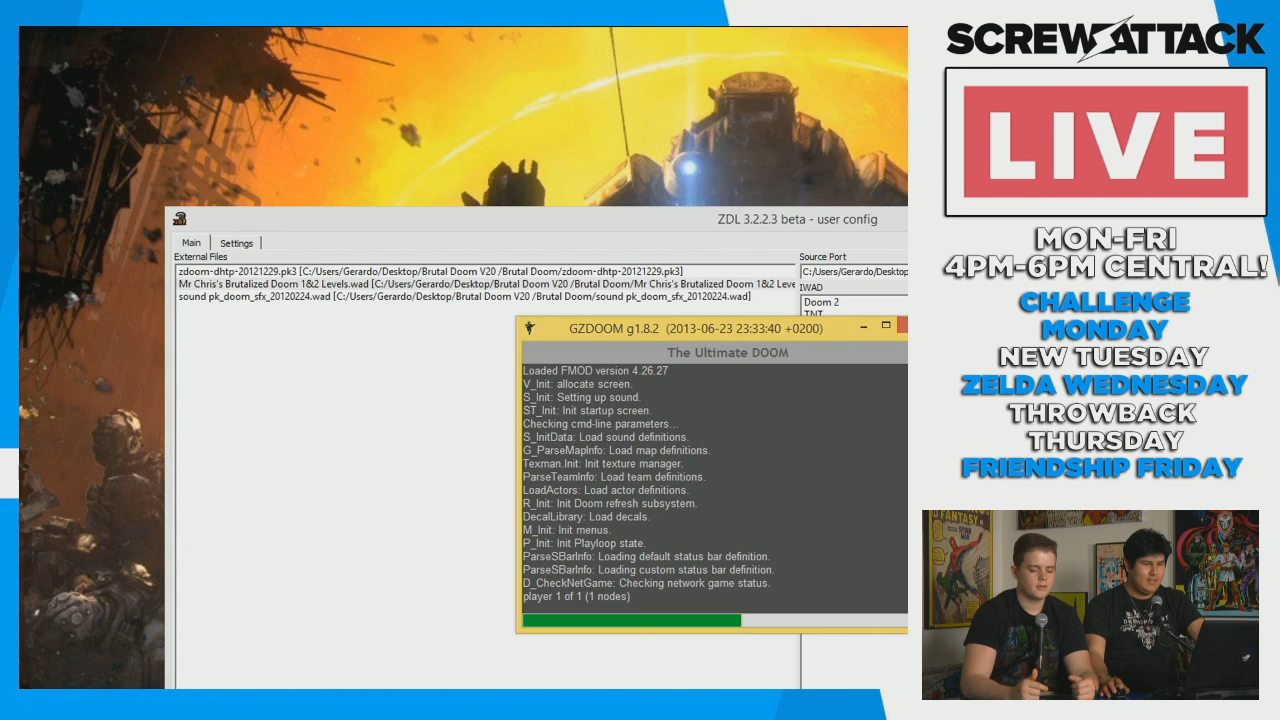 ZDL 3.2.2.3 beta - user config
Main
Settings
External Files
zdoom-dhtp-20121229.pk3 [C:/Users/Gerardo/Desktop/Brutal Doom V20 /Brutal Doom/zdoom-dhtp-20121229.pk3]
Mr Chris's Brutalized Doom 1&2 Levels.wad [C:/Users/Gerardo/Desktop/Brutal Doom V20 /Brutal Doom/Mr Chris's Brutalized Doom 1&2 Leve
sound pk_doom_sfx_20120224.wad [C:/Users/Gerardo/Desktop/Brutal Doom V20 /Brutal Doom/sound pk_doom_sfx_20120224.wad]
Source Port
C:/Users/Gerardo/Desktop
IWAD
Doom 2
TNT
GZDOOM g1.8.2 (2013-06-23 23:33:40 +0200)
The Ultimate DOOM
Loaded FMOD version 4.26.27
V_Init: allocate screen.
S_Init: Setting up sound.
ST_Init: Init startup screen.
Checking cmd-line parameters...
S_InitData: Load sound definitions.
G_ParseMapInfo: Load map definitions.
Texman.Init: Init texture manager.
ParseTeamInfo: Load team definitions.
LoadActors: Load actor definitions.
R_Init: Init Doom refresh subsystem.
DecalLibrary: Load decals.
M_Init: Init menus.
P_Init: Init Playloop state.
ParseSBarInfo: Loading default status bar definition.
ParseSBarInfo: Loading custom status bar definition.
D_CheckNetGame: Checking network game status.
player 1 of 1 (1 nodes)
SCREWATTACK
LIVE
MON-FRI
4PM-6PM CENTRAL!
CHALLENGE
MONDAY
NEW TUESDAY
ZELDA WEDNESDAY
THROWBACK
THURSDAY
FRIENDSHIP FRIDAY
FANTASY